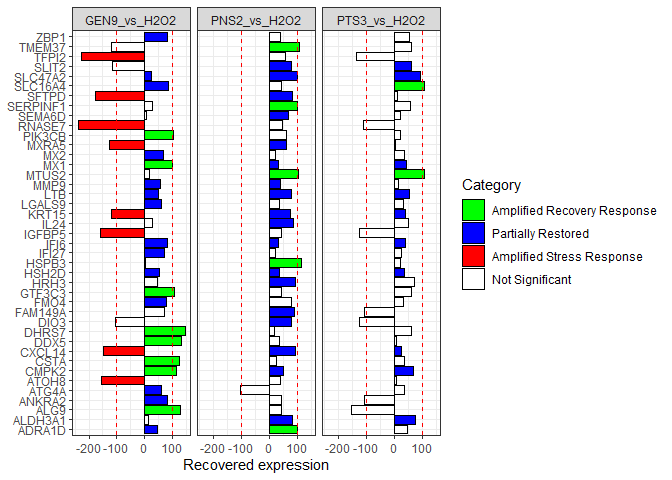 GEN9_vs_H2O2 PNS2_vs_H2O2 PTS3_vs_H2O2
ZBP1
TMEM37
TFPI2
SLIT2
SLC47A2
SLC16A4
SFTPD
SERPINF1
SEMA6D
RNASE7
PIK3CB
MXRA5
MX2
MX1
MTUS2
MMP9
LTB
LGALS9
KRT15
IL24
IGFBP5
IFI6
IFI27
HSPB3
HSH2D
HRH3
GTF3C3
FMO4
FAM149A
DIO3
DHRS7
DDX5
CXCL14
CSTA
CMPK2
ATOH8
ATG4A
ANKRA2
ALG9
ALDH3A1
ADRA1D
-200 -100 0 100 -200 -100 0 100 -200 -100 0 100
Recovered expression
Category
Amplified Recovery Response
Partially Restored
Amplified Stress Response
Not Significant